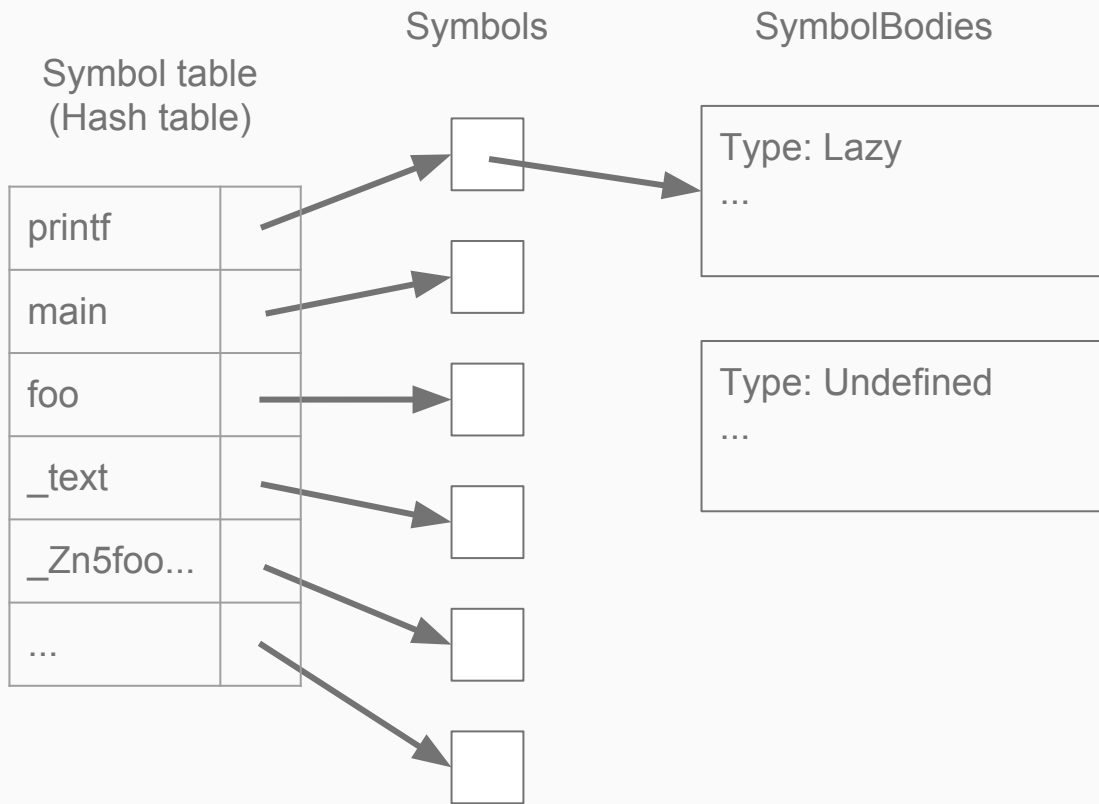 Symbols
SymbolBodies
Symbol table
(Hash table)
printf
main
foo
_text
_Zn5foo...
...
Type: Lazy
...
Type: Undefined
...